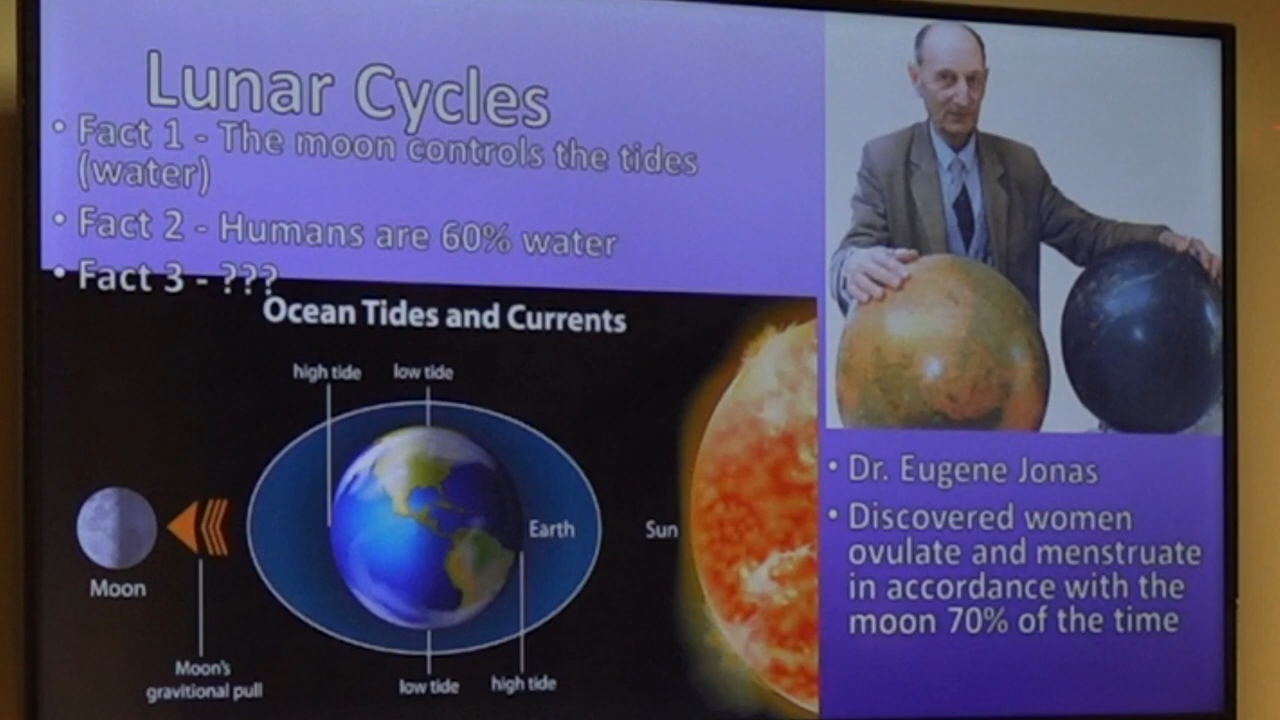 Lunar Cycles
• Fact 1 - The moon controls the tides
(water)
• Fact 2 - Humans are 60% water
• Fact 3 - ???
Ocean Tides and Currents
high tide
low tide
Moon
Earth
Sun
Moon's
gravitional pull
low tide
high tide
• Dr. Eugene Jonas
• Discovered women
ovulate and menstruate
in accordance with the
moon 70% of the time